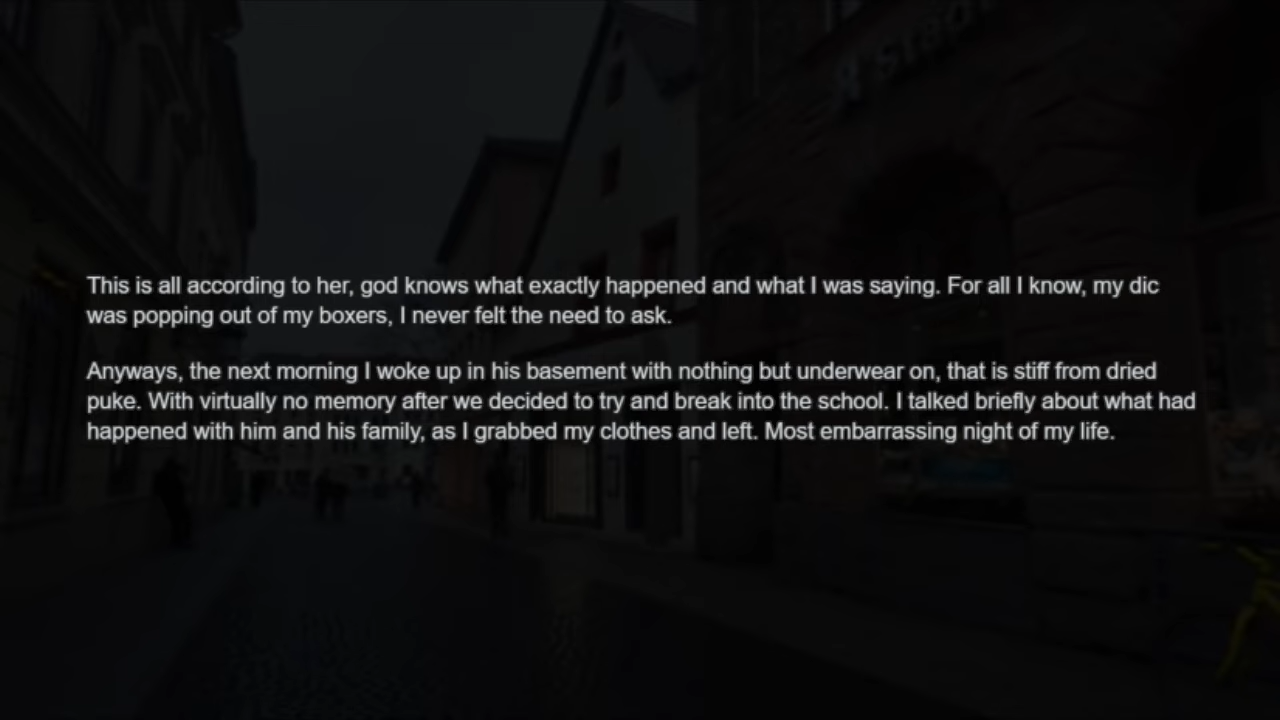 This is all according to her, god knows what exactly happened and what I was saying. For all I know, my dic
was popping out of my boxers, I never felt the need to ask.
Anyways, the next morning I woke up in his basement with nothing but underwear on, that is stiff from dried
puke. With virtually no memory after we decided to try and break into the school. I talked briefly about what had
happened with him and his family, as I grabbed my clothes and left. Most embarrassing night of my life.